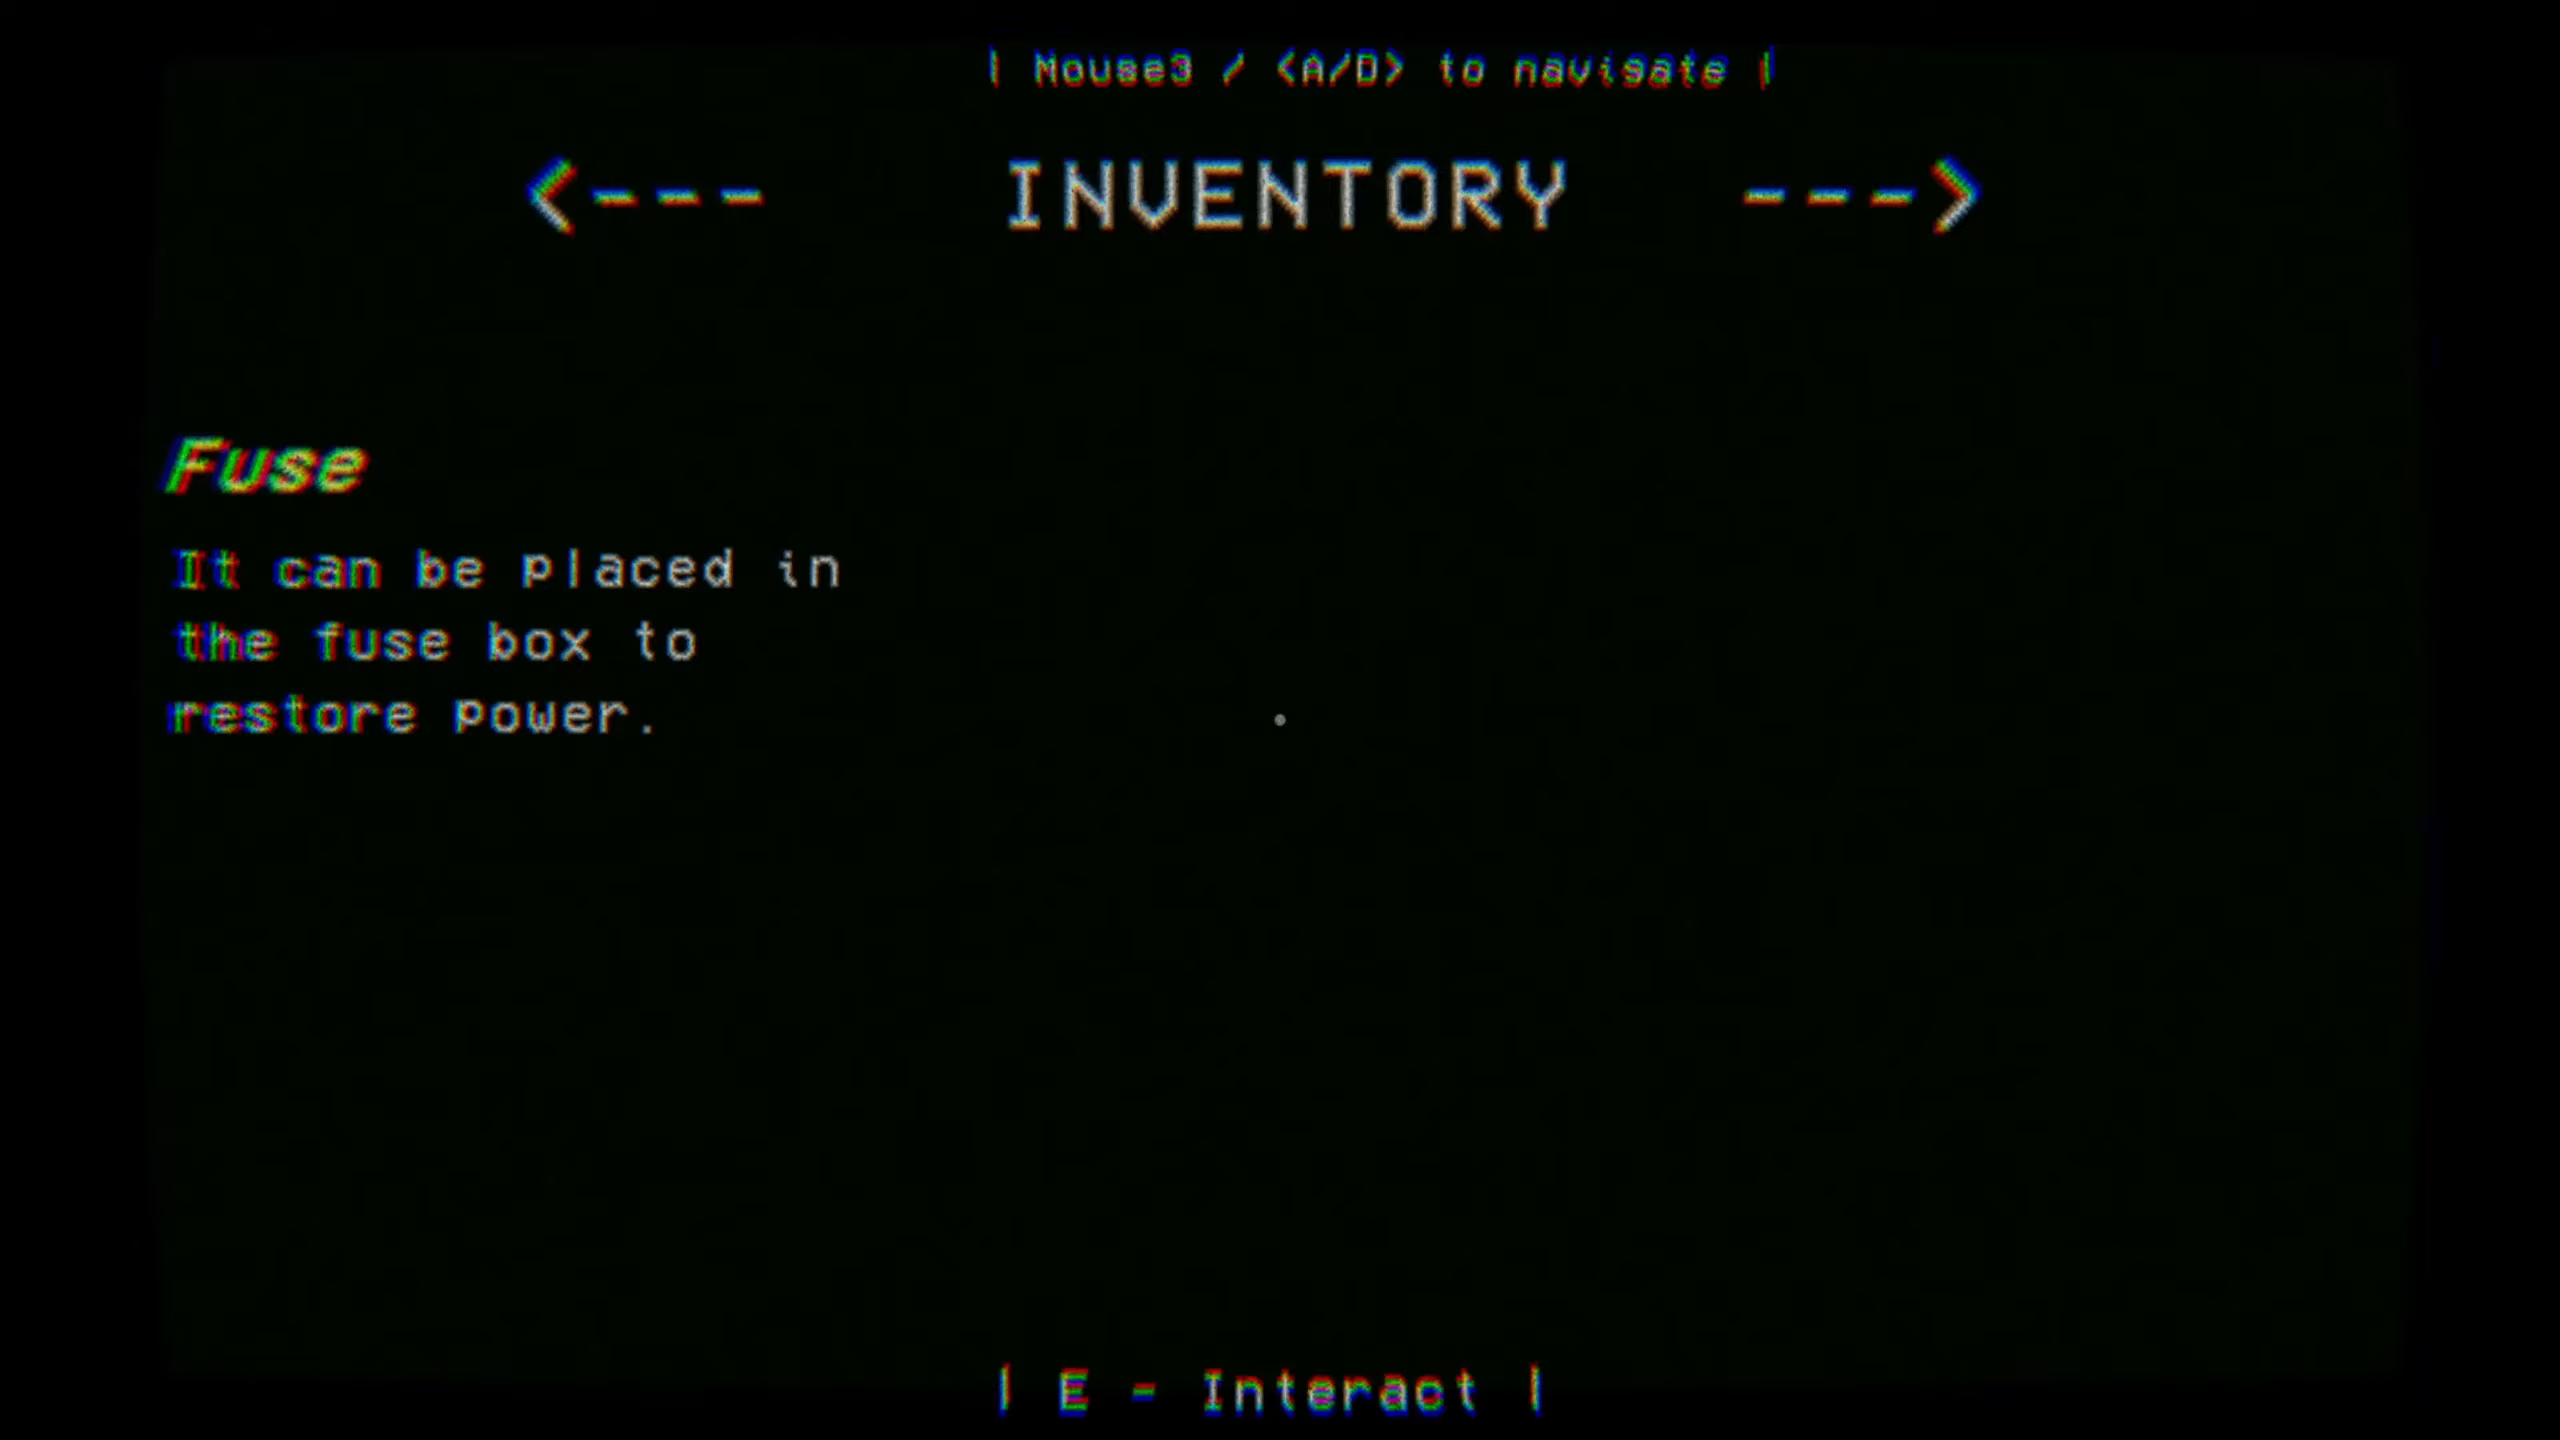 | Mouse3 / <A/D> to navigate |
<--- INVENTORY --->
Fuse
It can be placed in
the fuse box to
restore power.
| E - Interact |